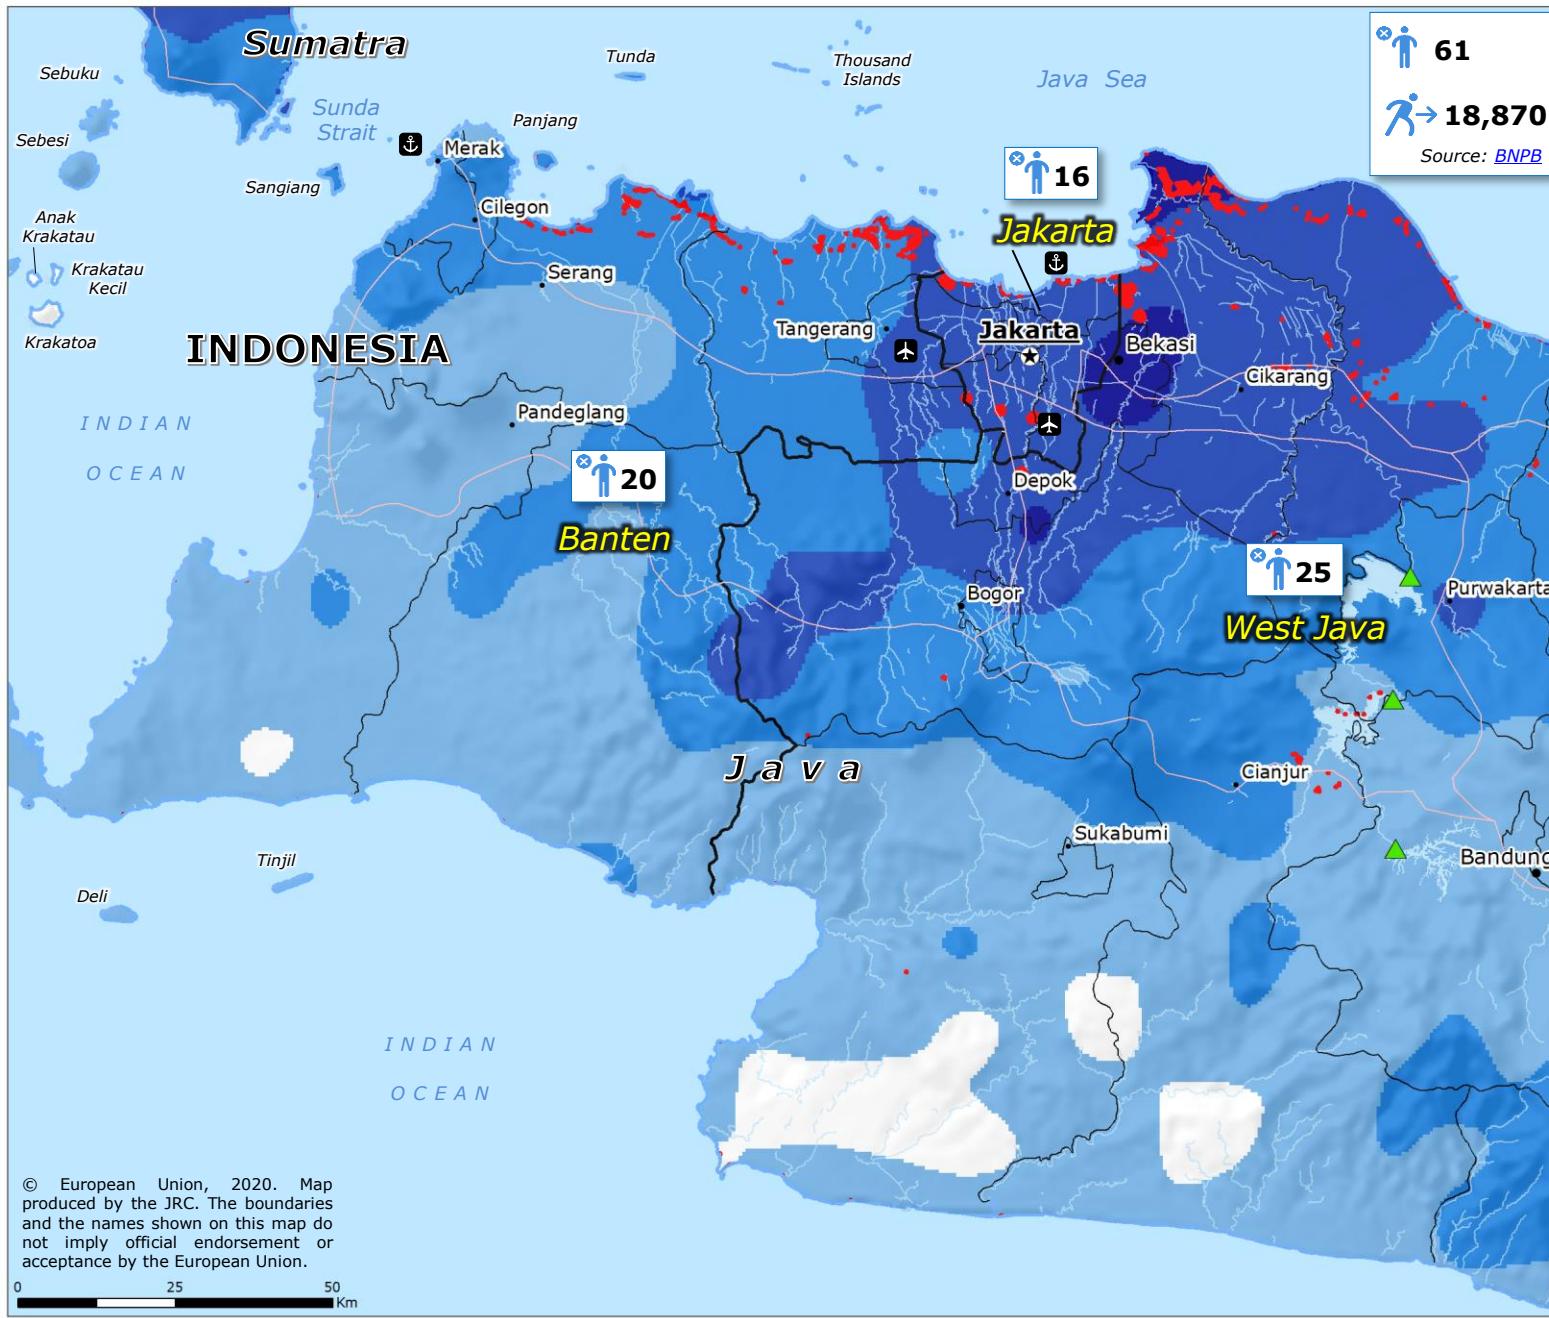 Sumatra
Tunda
Thousand
Islands
Java Sea
61
18,870
Source: BNPB
Sebuku
Sunda
Strait
Panjang
Sebesi
Merak
Sangiang
16
Cilegon
Jakarta
Anak
Krakatau
Krakatau
Kecil
Serang
Krakatoa
INDONESIA
Tangerang
Jakarta
Bekasi
Cikarang
Pandeglang
INDIAN
OCEAN
20
Depok
Banten
25
Bogor
Purwakarta
West Java
Java
Cianjur
Sukabumi
Bandung
Tinjil
Deli
INDIAN
OCEAN
© European Union, 2020. Map
produced by the JRC. The boundaries
and the names shown on this map do
not imply official endorsement or
acceptance by the European Union.
0 25 50
Km